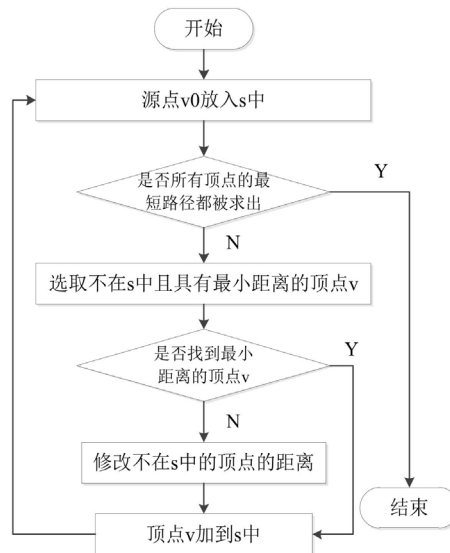 开始
源点v0放入s中
是否所有顶点的最
短路径都被求出
Y
N
选取不在s中且具有最小距离的顶点v
是否找到最小
距离的顶点v
Y
N
修改不在s中的顶点的距离
结束
顶点v加到s中